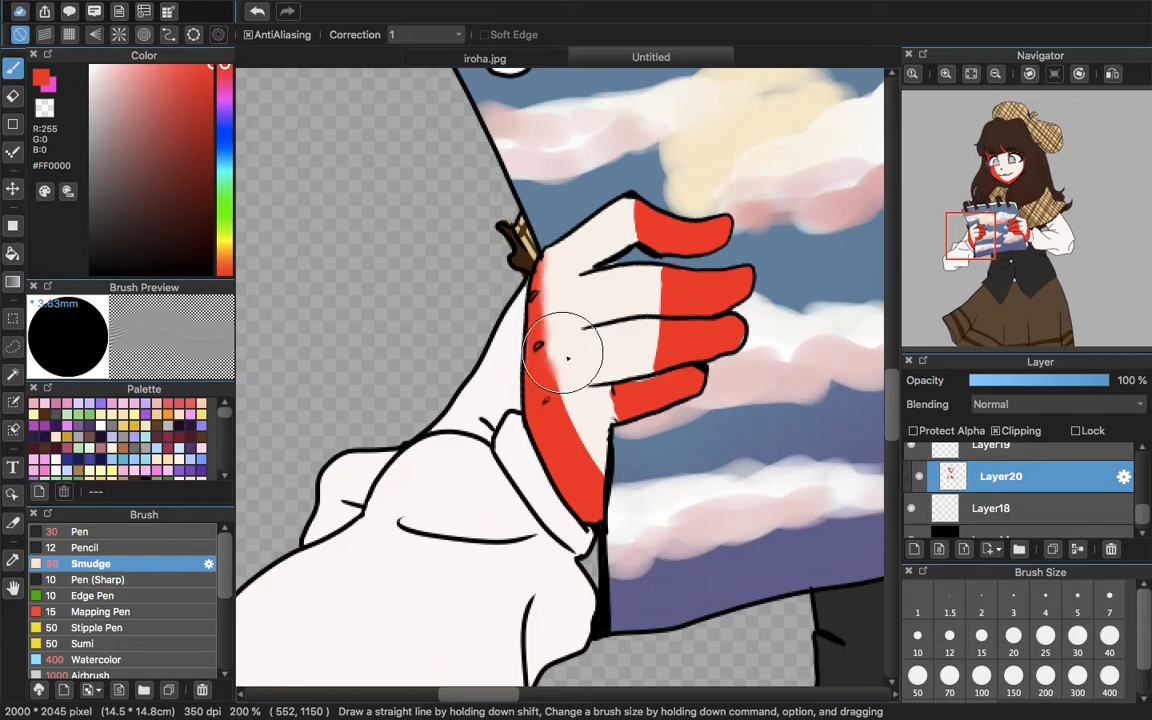 AntiAliasing Correction 1 Soft Edge
Color
iroha.jpg Untitled
Navigator
R:255
G:0
B:0
#FF0000
Brush Preview
* 3.63mm
Palette
---
Brush
30 Pen
12 Pencil
Smudge
10 Pen (Sharp)
10 Edge Pen
15 Mapping Pen
50 Stipple Pen
50 Sumi
400 Watercolor
1000 Airbrush
Layer
Opacity 100 %
Blending Normal
Protect Alpha Clipping Lock
Layer19
Layer20
Layer18
Brush Size
1 1.5 2 3 4 5 7
10 12 15 20 25 30 40
50 70 100 150 200 300 400
2000 * 2045 pixel (14.5 * 14.8cm) 350 dpi 200 % ( 552, 1150 ) Draw a straight line by holding down shift, Change a brush size by holding down command, option, and dragging